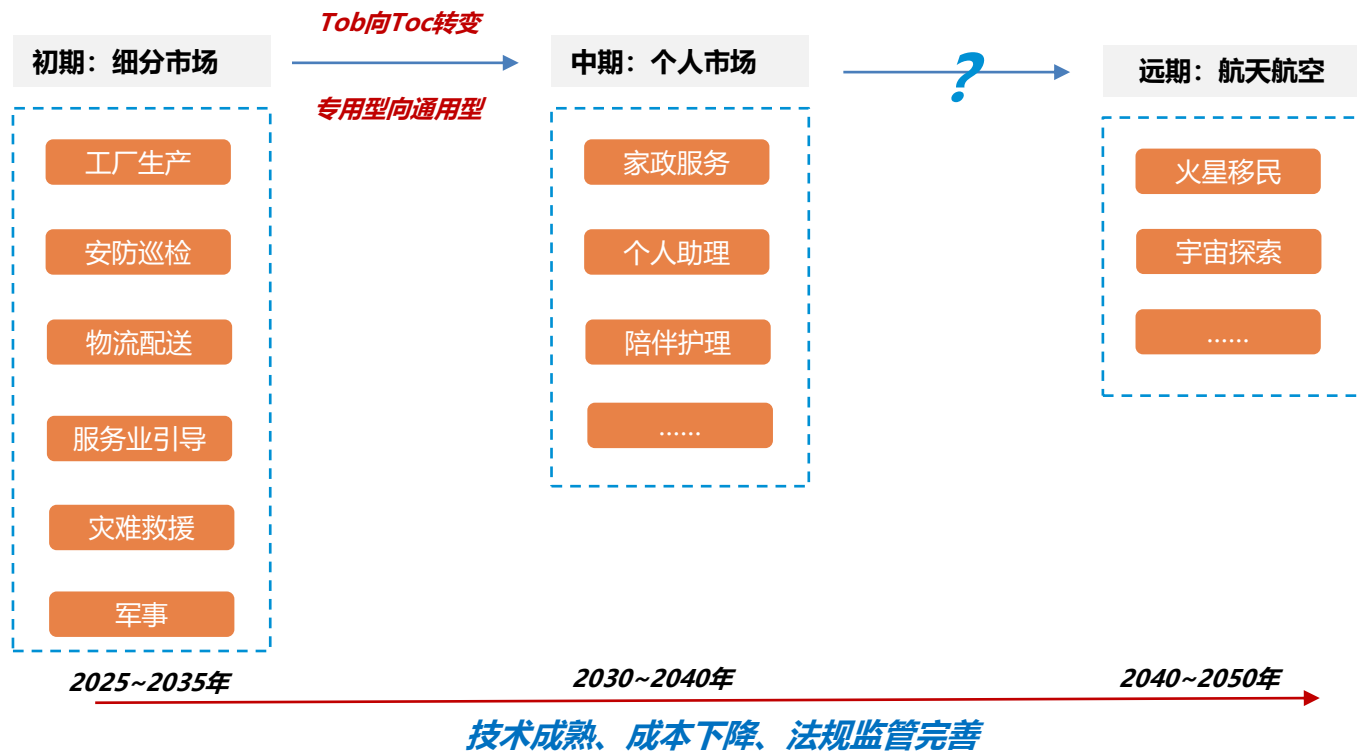 Tob向Toc转变
初期：细分市场
中期：个人市场
?
远期：航天航空
专用型向通用型
工厂生产
安防巡检
物流配送
服务业引导
灾难救援
军事
家政服务
个人助理
陪伴护理
……
火星移民
宇宙探索
……
2025~2035年
2030~2040年
2040~2050年
技术成熟、成本下降、法规监管完善